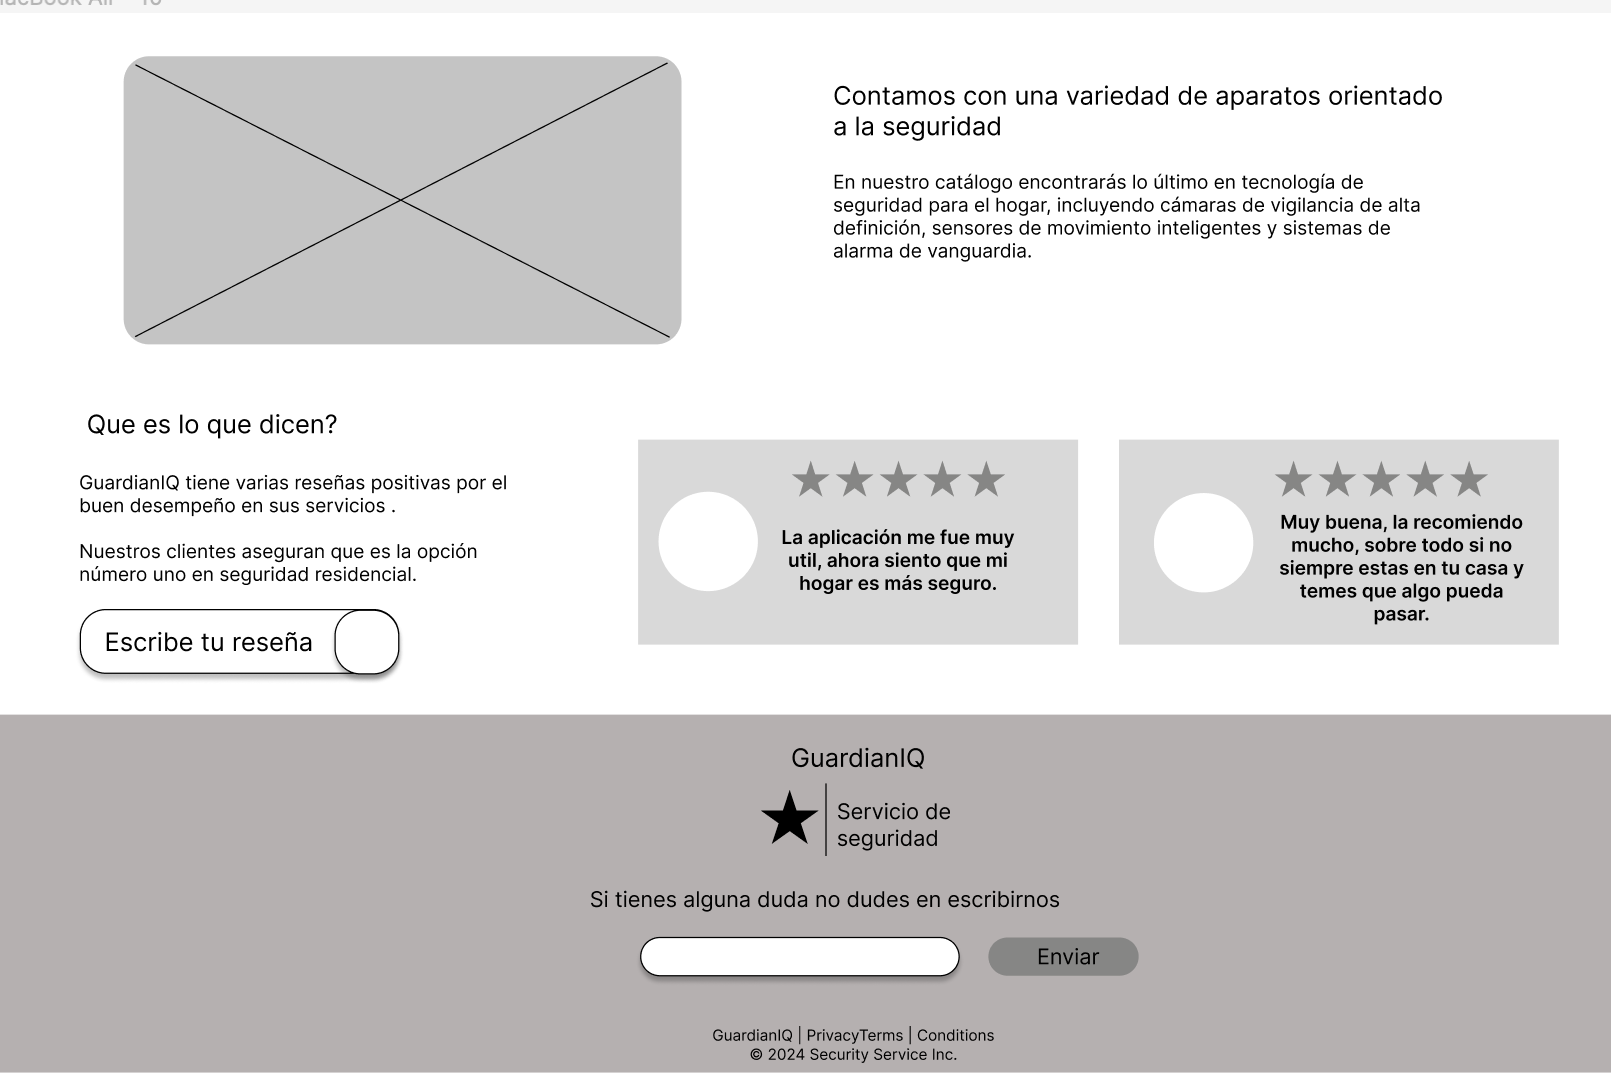 MacBook Air - 10
Contamos con una variedad de aparatos orientado
a la seguridad
En nuestro catálogo encontrarás lo último en tecnología de
seguridad para el hogar, incluyendo cámaras de vigilancia de alta
definición, sensores de movimiento inteligentes y sistemas de
alarma de vanguardia.
Que es lo que dicen?
GuardianIQ tiene varias reseñas positivas por el
buen desempeño en sus servicios .
Nuestros clientes aseguran que es la opción
número uno en seguridad residencial.
Escribe tu reseña
La aplicación me fue muy
util, ahora siento que mi
hogar es más seguro.
Muy buena, la recomiendo
mucho, sobre todo si no
siempre estas en tu casa y
temes que algo pueda
pasar.
GuardianIQ
Servicio de
seguridad
Si tienes alguna duda no dudes en escribirnos
Enviar
GuardianIQ | PrivacyTerms | Conditions
© 2024 Security Service Inc.